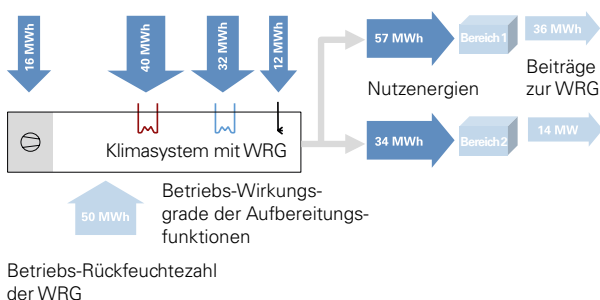 16 MWh
40 MWh
32 MWh
12 MWh
57 MWh
Bereich 1
36 MWh
Nutzenergien
Beiträge
zur WRG
34 MWh
Bereich 2
14 MW
Klimasystem mit WRG
50 MWh
Betriebs-Wirkungs-
grade der Aufbereitungs-
funktionen
Betriebs-Rückfeuchtezahl
der WRG